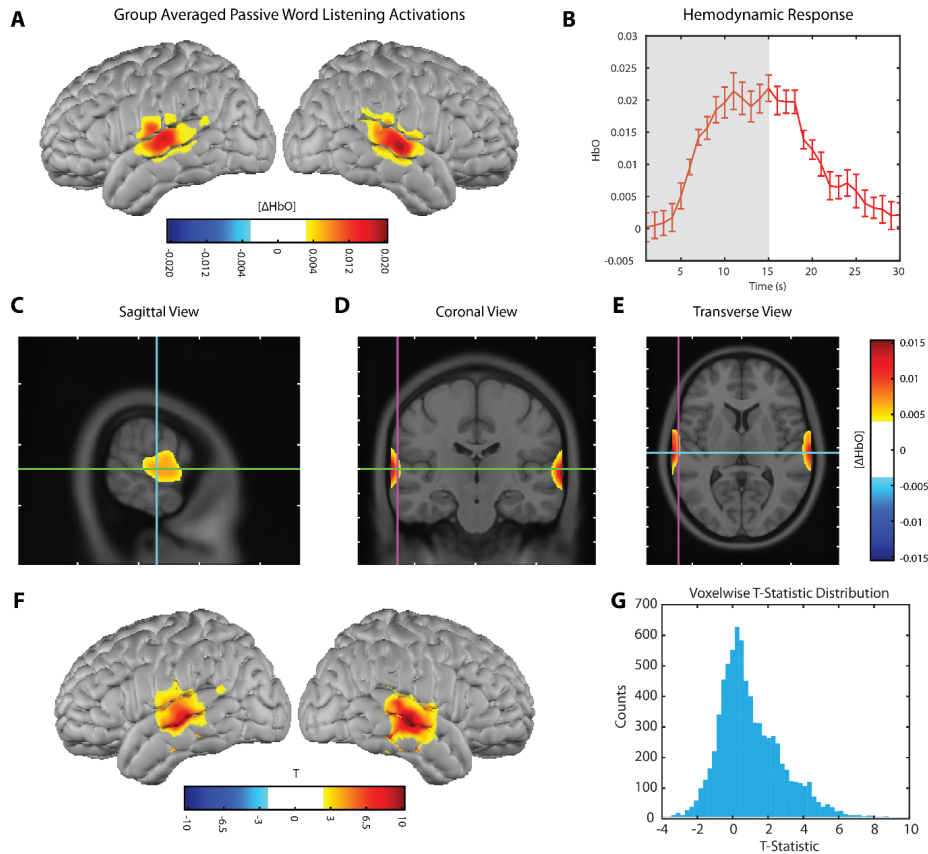 A
Group Averaged Passive Word Listening Activations
[ΔHbO]
-0.020
-0.012
-0.004
0
0.004
0.012
0.020
B
Hemodynamic Response
0.03
0.025
0.02
0.015
0.01
0.005
0
-0.005
HbO
5
10
15
20
25
30
Time (s)
C
Sagittal View
D
Coronal View
E
Transverse View
0.015
0.01
0.005
0
-0.005
-0.01
-0.015
[ΔHbO]
F
T
-10
-6.5
-3
0
3
6.5
10
G
Voxelwise T-Statistic Distribution
700
600
500
400
300
200
100
0
Counts
-4
-2
0
2
4
6
8
10
T-Statistic